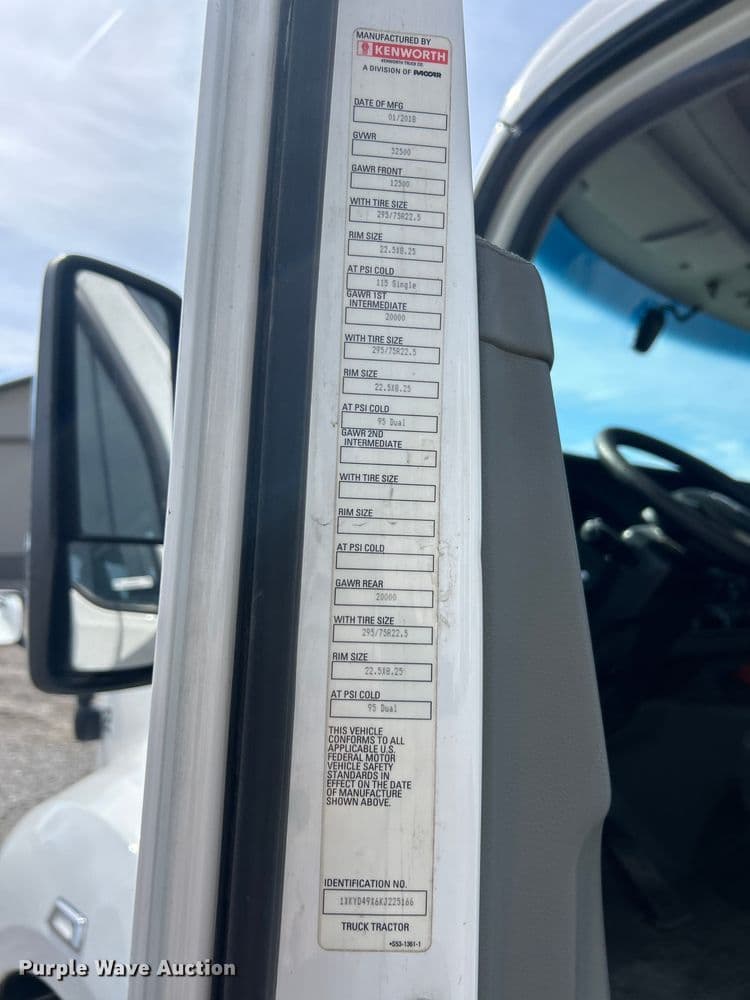 MANUFACTURED BY
KENWORTH
KENWORTH TRUCK CO.
A DIVISION OF PACCAR
DATE OF MFG
01/2018
GVWR
52500
GAWR FRONT
12500
WITH TIRE SIZE
295/75R22.5
RIM SIZE
22.5X8.25
AT PSI COLD
115 Single
GAWR 1ST
INTERMEDIATE
20000
WITH TIRE SIZE
295/75R22.5
RIM SIZE
22.5X8.25
AT PSI COLD
95 Dual
GAWR 2ND
INTERMEDIATE
WITH TIRE SIZE
RIM SIZE
AT PSI COLD
GAWR REAR
20000
WITH TIRE SIZE
295/75R22.5
RIM SIZE
22.5X8.25
AT PSI COLD
95 Dual
THIS VEHICLE
CONFORMS TO ALL
APPLICABLE U.S.
FEDERAL MOTOR
VEHICLE SAFETY
STANDARDS IN
EFFECT ON THE DATE
OF MANUFACTURE
SHOWN ABOVE.
IDENTIFICATION NO.
1XKYD49X6KJ225166
TRUCK TRACTOR
+S53-1361-1
Purple Wave Auction